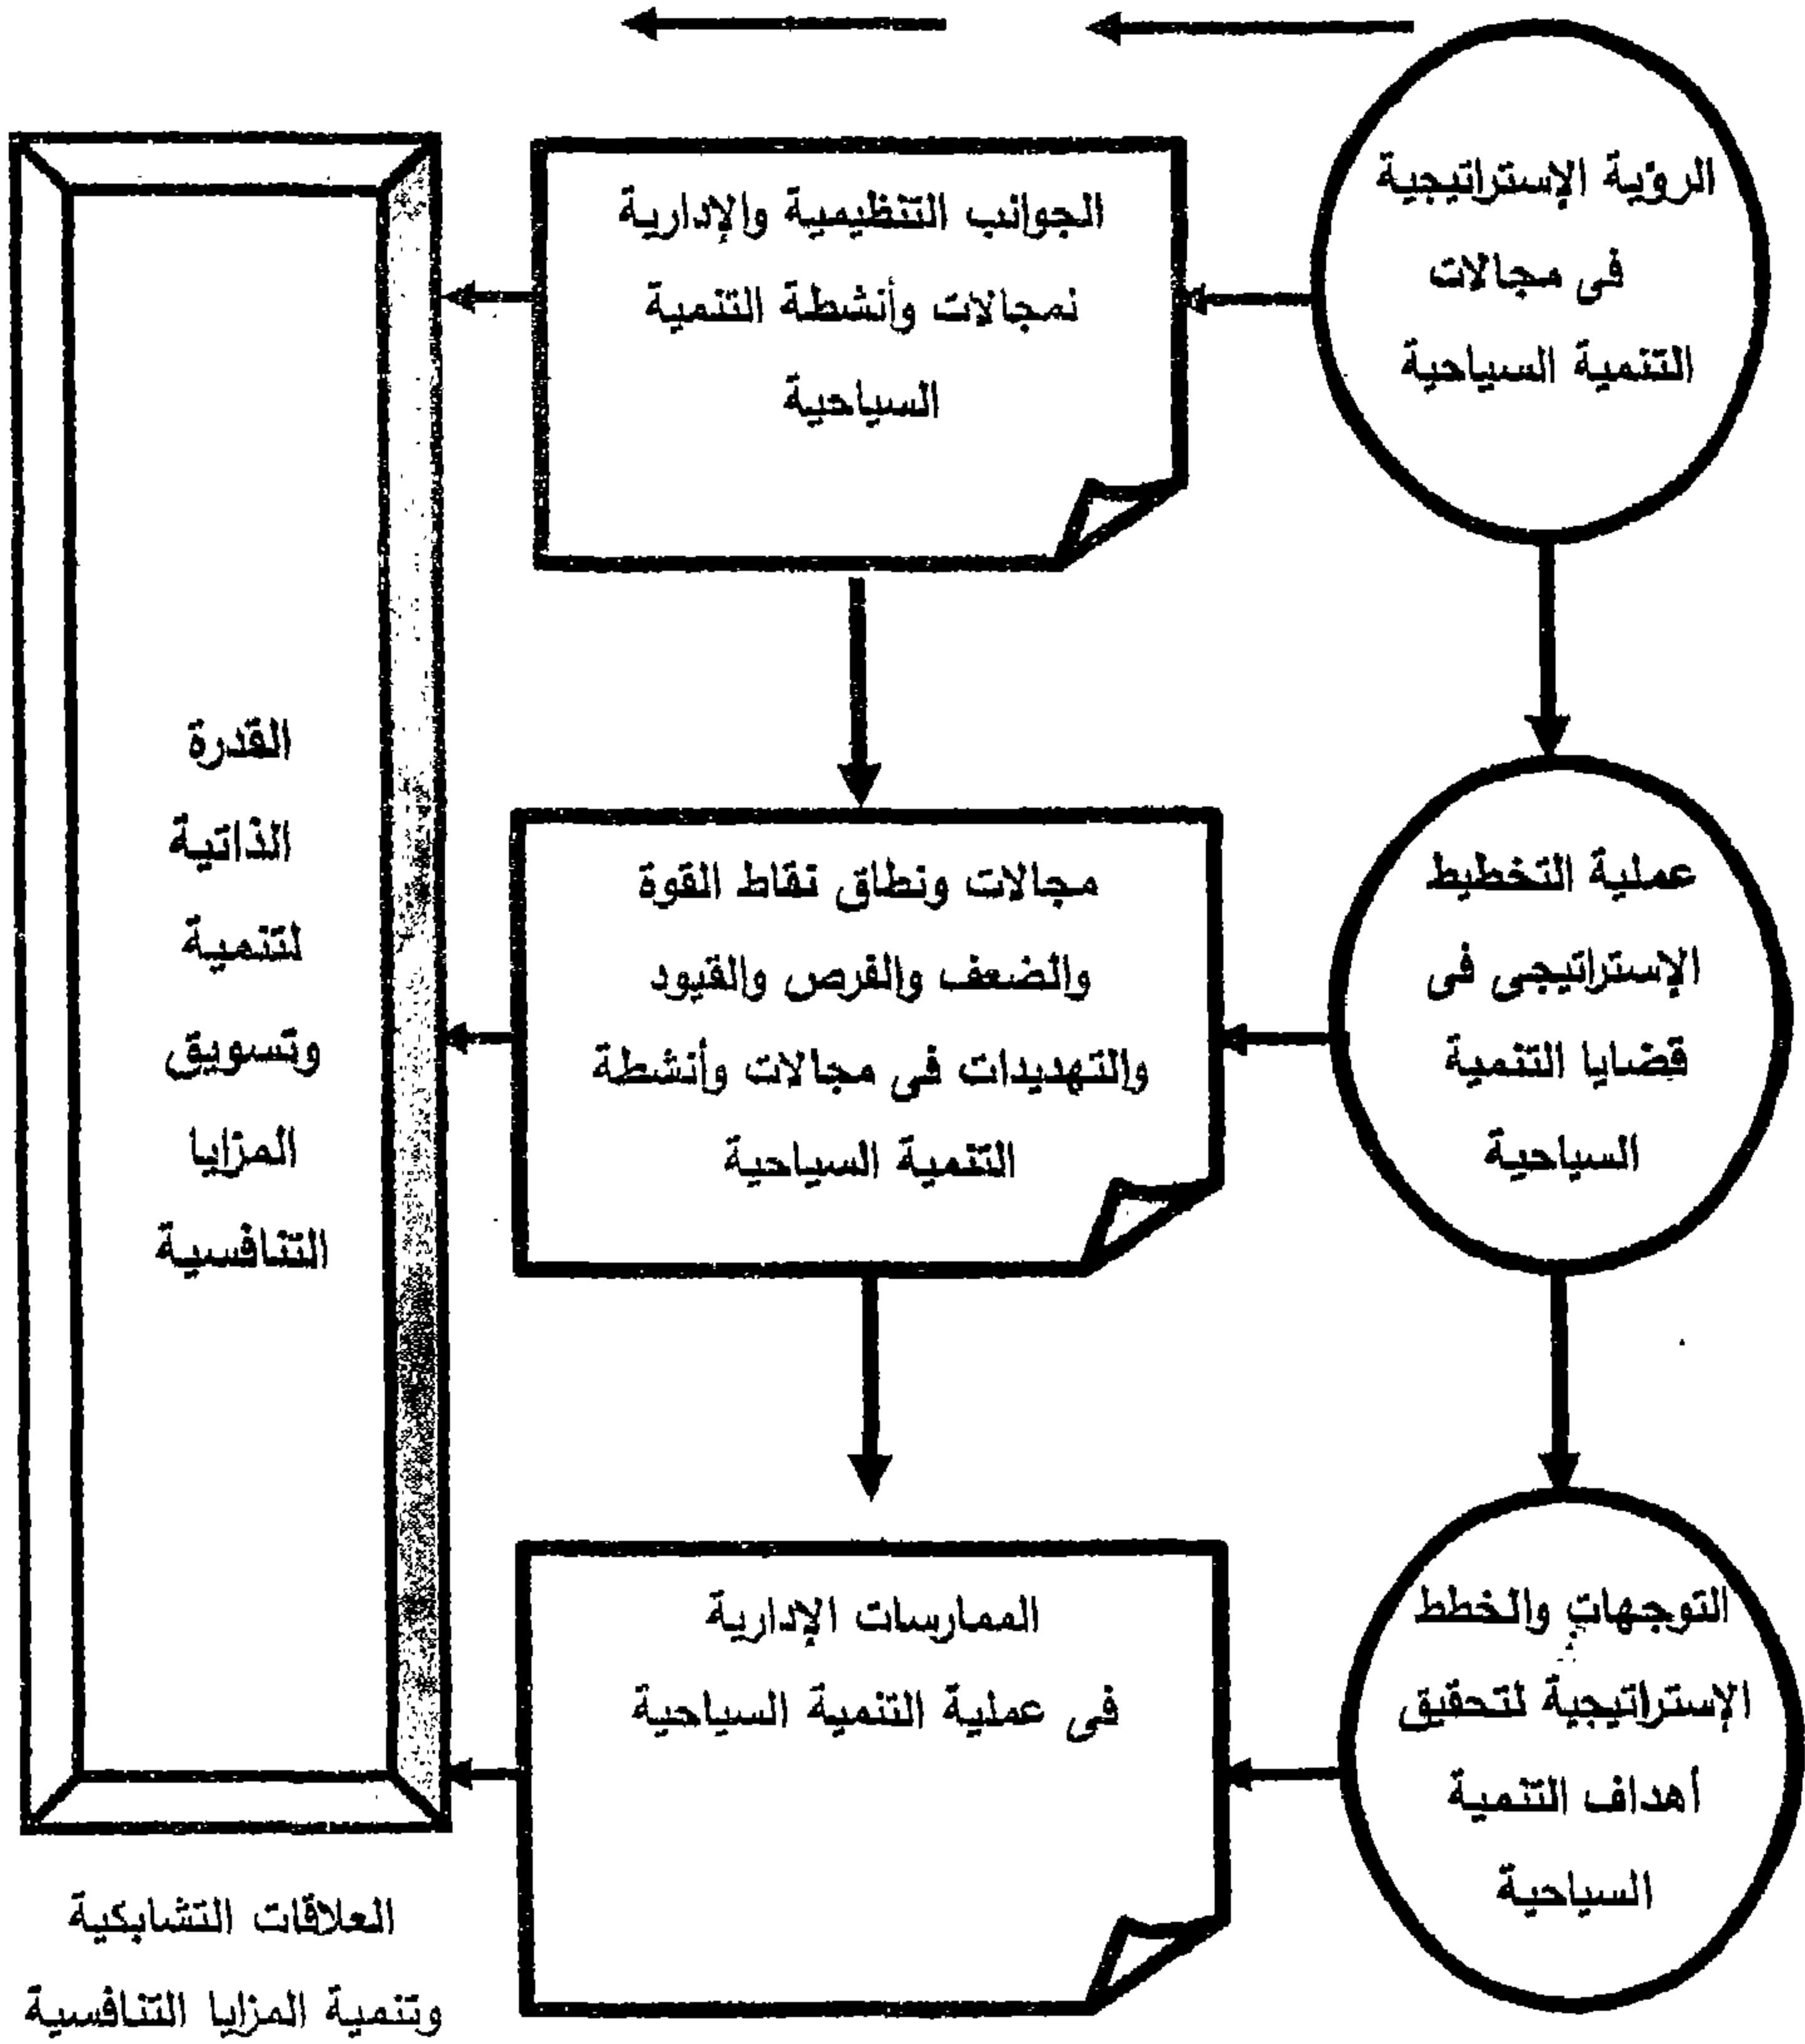 الرؤية الإستراتيجية
فى مجالات
التنمية السياحية
الجوانب التنظيمية والإدارية
لمجالات وأنشطة التنمية
السياحية
عملية التخطيط
الإستراتيجى فى
قضايا التنمية
السياحية
مجالات ونطاق نقاط القوة
والضعف والفرص والقيود
والتهديدات فى مجالات وأنشطة
التنمية السياحية
التوجهات والخطط
الإستراتيجية لتحقيق
أهداف التنمية
السياحية
الممارسات الإدارية
فى عملية التنمية السياحية
القدرة
الذاتية
لتنمية
وتسويق
المزايا
التنافسية
العلاقات التشابكية
وتنمية المزايا التنافسية